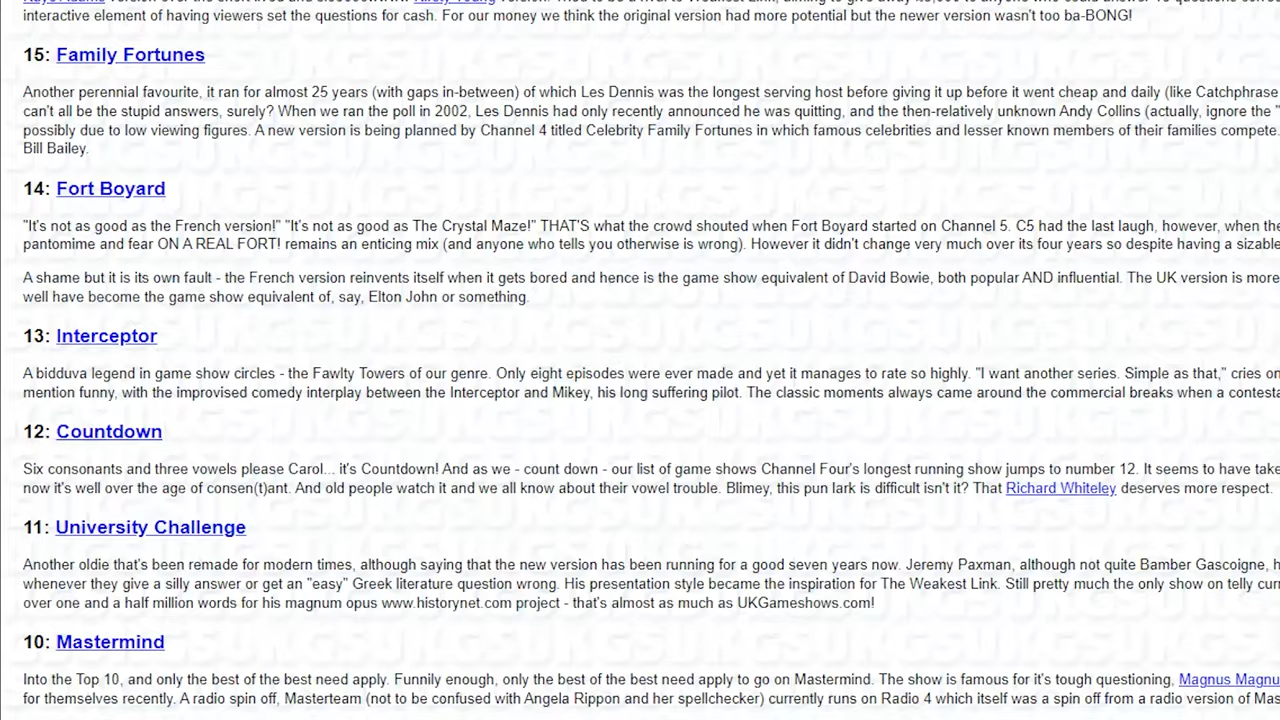 interactive element of having viewers set the questions for cash. For our money we think the original version had more potential but the newer version wasn't too ba-BONG!
15: Family Fortunes
Another perennial favourite, it ran for almost 25 years (with gaps in-between) of which Les Dennis was the longest serving host before giving it up before it went cheap and daily (like Catchphrase
can't all be the stupid answers, surely? When we ran the poll in 2002, Les Dennis had only recently announced he was quitting, and the then-relatively unknown Andy Collins (actually, ignore the "
possibly due to low viewing figures. A new version is being planned by Channel 4 titled Celebrity Family Fortunes in which famous celebrities and lesser known members of their families compete.
Bill Bailey.
14: Fort Boyard
"It's not as good as the French version!" "It's not as good as The Crystal Maze!" THAT'S what the crowd shouted when Fort Boyard started on Channel 5. C5 had the last laugh, however, when the
pantomime and fear ON A REAL FORT! remains an enticing mix (and anyone who tells you otherwise is wrong). However it didn't change very much over its four years so despite having a sizable
A shame but it is its own fault - the French version reinvents itself when it gets bored and hence is the game show equivalent of David Bowie, both popular AND influential. The UK version is more
well have become the game show equivalent of, say, Elton John or something.
13: Interceptor
A bidduva legend in game show circles - the Fawlty Towers of our genre. Only eight episodes were ever made and yet it manages to rate so highly. "I want another series. Simple as that," cries on
mention funny, with the improvised comedy interplay between the Interceptor and Mikey, his long suffering pilot. The classic moments always came around the commercial breaks when a contesta
12: Countdown
Six consonants and three vowels please Carol... it's Countdown! And as we - count down - our list of game shows Channel Four's longest running show jumps to number 12. It seems to have take
now it's well over the age of consen(t)ant. And old people watch it and we all know about their vowel trouble. Blimey, this pun lark is difficult isn't it? That Richard Whiteley deserves more respect.
11: University Challenge
Another oldie that's been remade for modern times, although saying that the new version has been running for a good seven years now. Jeremy Paxman, although not quite Bamber Gascoigne, h
whenever they give a silly answer or get an "easy" Greek literature question wrong. His presentation style became the inspiration for The Weakest Link. Still pretty much the only show on telly cur
over one and a half million words for his magnum opus www.historynet.com project - that's almost as much as UKGameshows.com!
10: Mastermind
Into the Top 10, and only the best of the best need apply. Funnily enough, only the best of the best need apply to go on Mastermind. The show is famous for it's tough questioning, Magnus Magnu
for themselves recently. A radio spin off, Masterteam (not to be confused with Angela Rippon and her spellchecker) currently runs on Radio 4 which itself was a spin off from a radio version of Mas